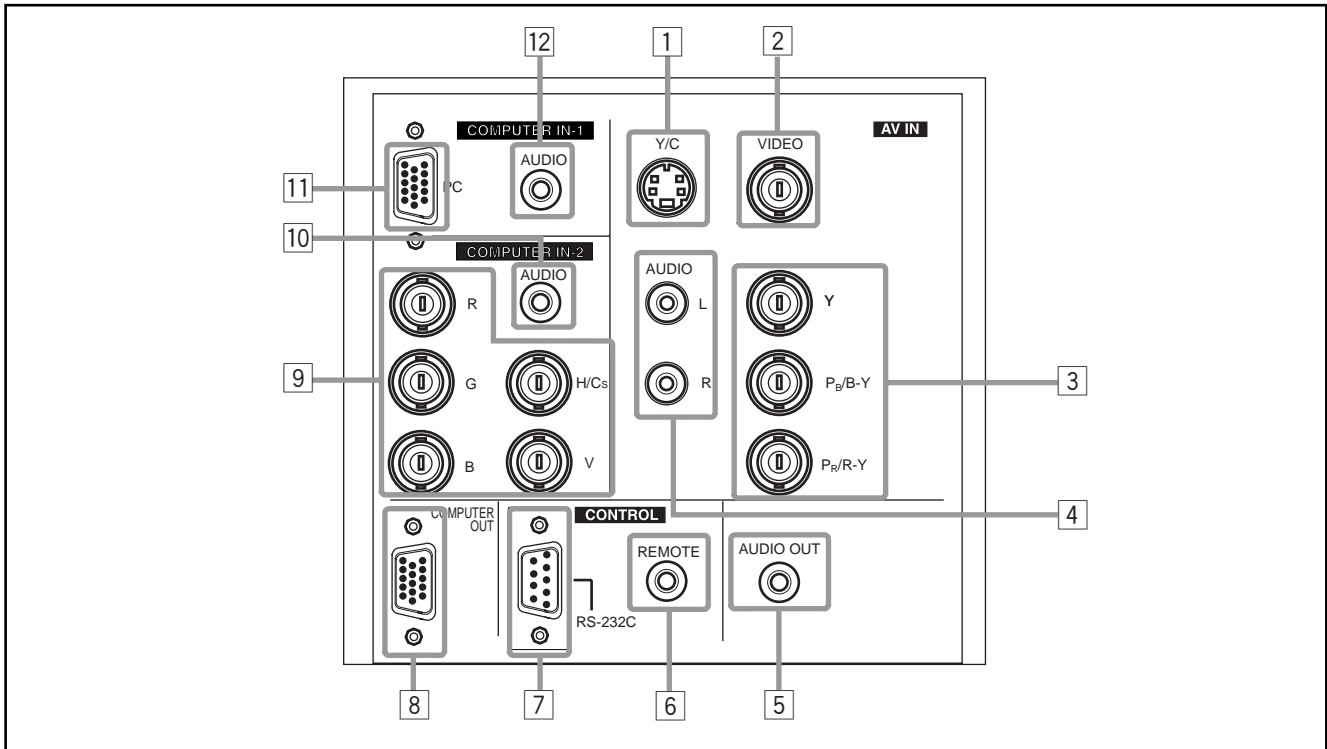 12 1 2
COMPUTER IN-1
AV IN
Y/C
VIDEO
AUDIO
11
PC
10
COMPUTER IN-2
AUDIO
AUDIO
R
L
Y
9
G
H/Cs
R
PB/B-Y
3
B
V
PR/R-Y
4
COMPUTER
OUT
CONTROL
REMOTE
AUDIO OUT
RS-232C
8 7 6 5